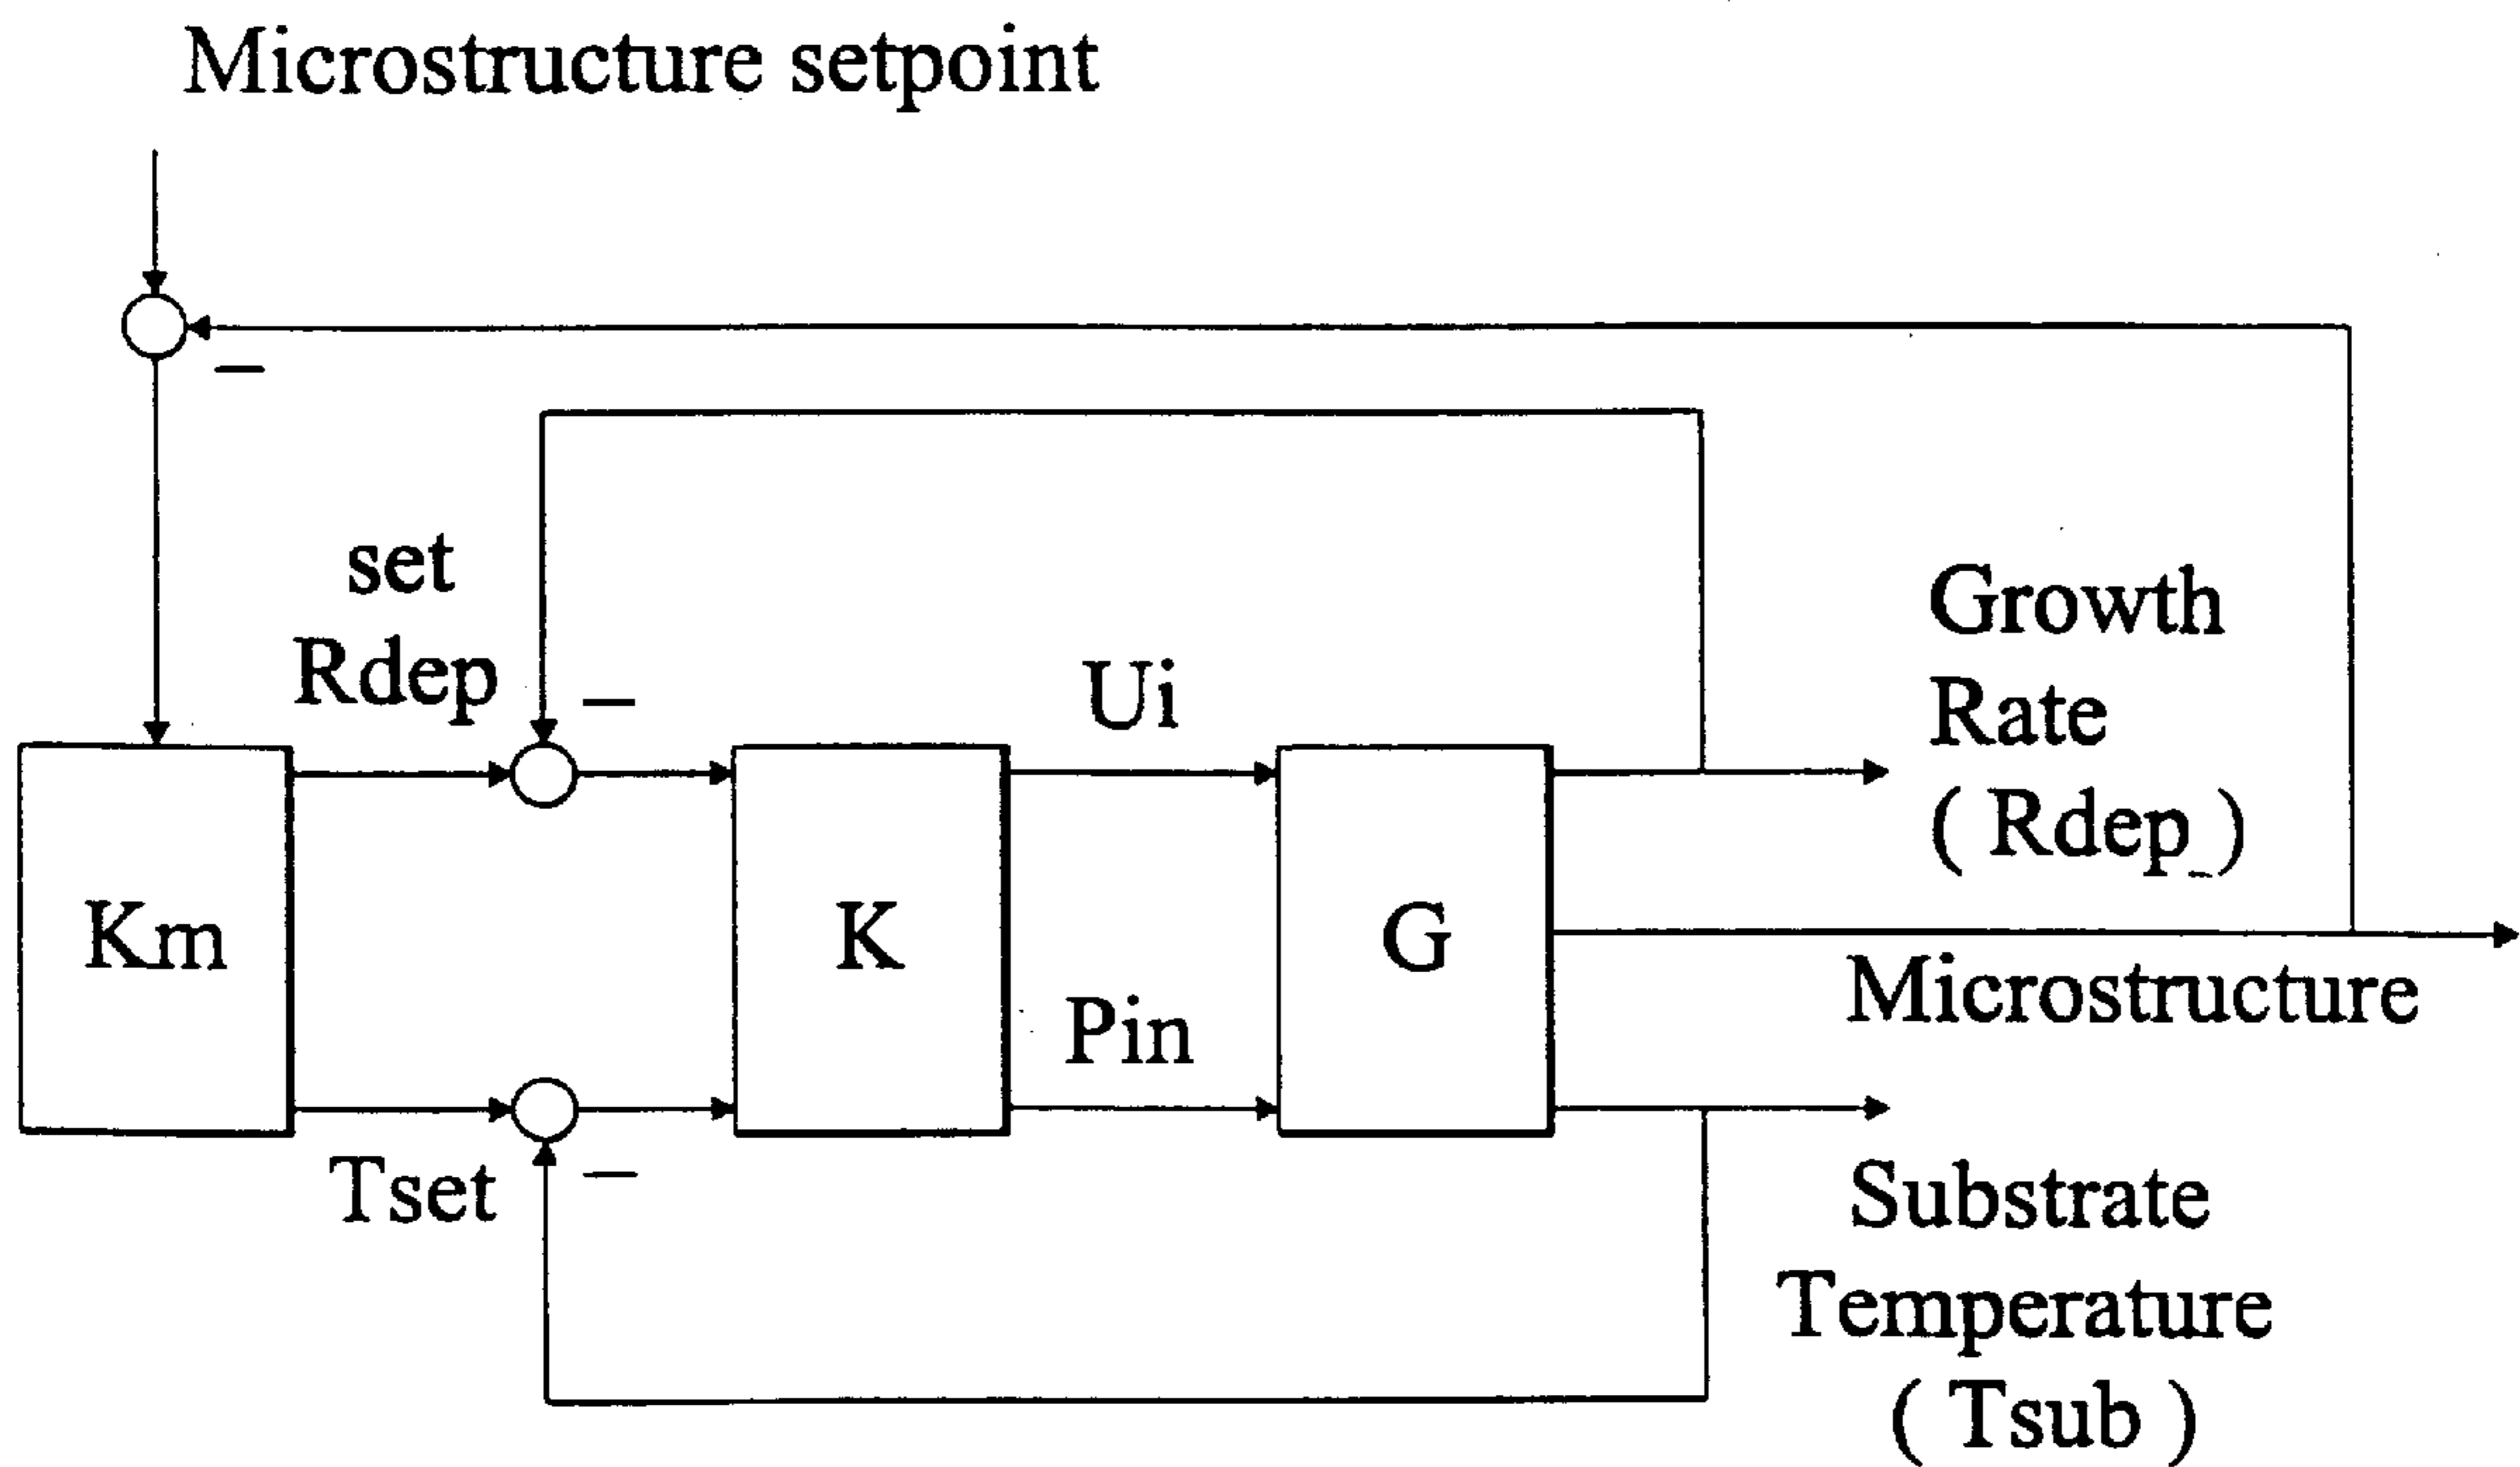 Microstructure setpoint
–
set
Rdep
–
Ui
Growth
Rate
( Rdep )
Km
K
G
Pin
Microstructure
Tset
–
Substrate
Temperature
( Tsub )